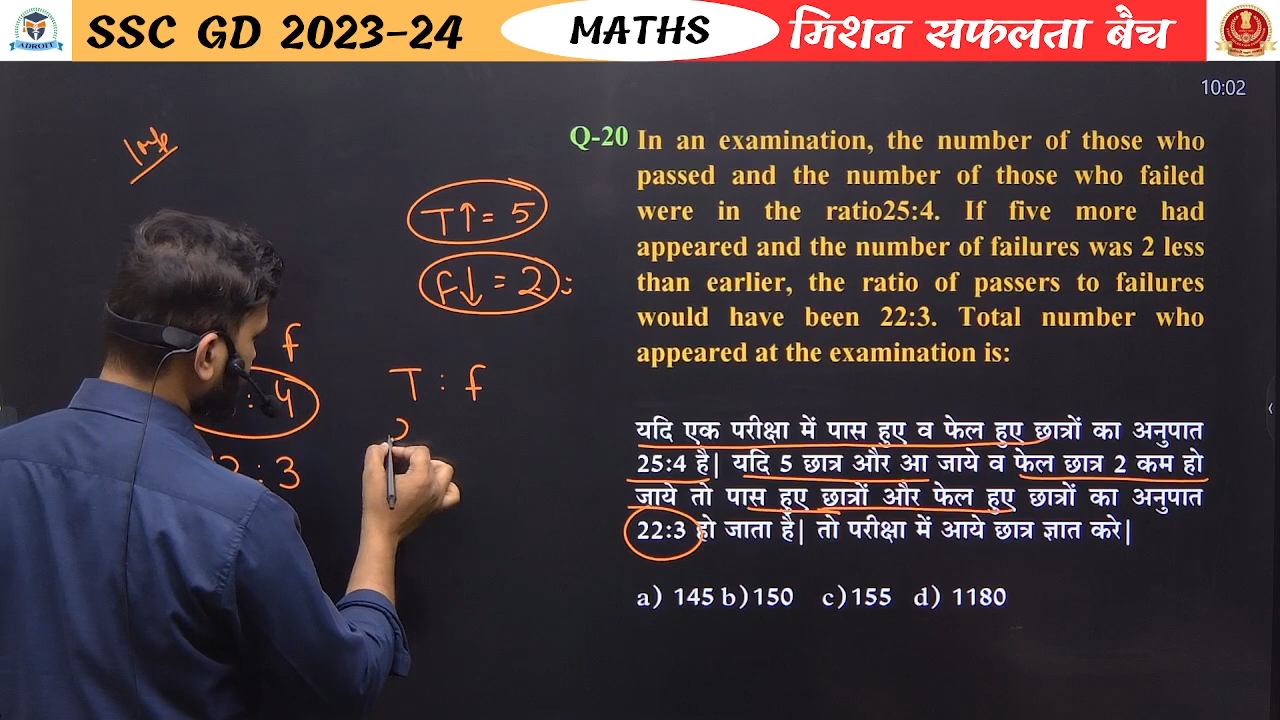 SSC GD 2023-24
MATHS
मिशन सफलता बैच
ADROIT
10:02
Imp
Q-20 In an examination, the number of those who
passed and the number of those who failed
were in the ratio25:4. If five more had
appeared and the number of failures was 2 less
than earlier, the ratio of passers to failures
would have been 22:3. Total number who
appeared at the examination is:
T↑ = 5
F↓ = 2
f
: 4
: 3
T : f
2
यदि एक परीक्षा में पास हुए व फेल हुए छात्रों का अनुपात
25:4 है| यदि 5 छात्र और आ जाये व फेल छात्र 2 कम हो
जाये तो पास हुए छात्रों और फेल हुए छात्रों का अनुपात
22:3 हो जाता है| तो परीक्षा में आये छात्र ज्ञात करे|
a) 145 b)150 c)155 d) 1180